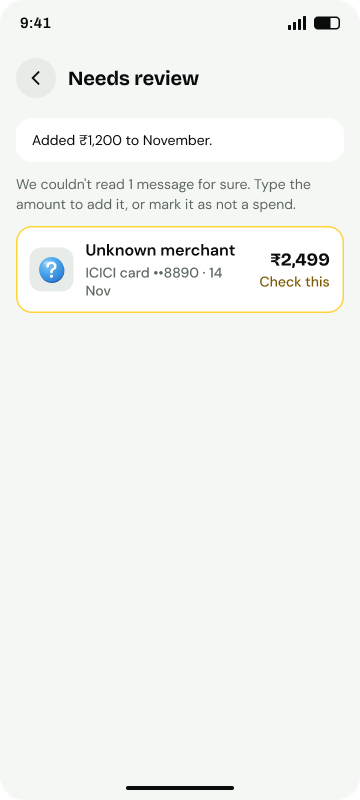 9:41
Needs review
Added ₹1,200 to November.
We couldn't read 1 message for sure. Type the
amount to add it, or mark it as not a spend.
?
Unknown merchant
ICICI card ••8890 · 14
Nov
₹2,499
Check this